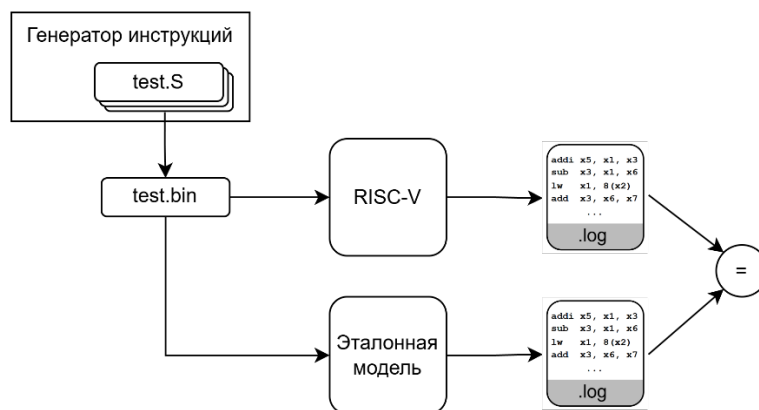 Генератор инструкций
test.S
test.bin
RISC-V
addi x5, x1, x3
sub x3, x1, x6
lw x1, 8(x2)
add x3, x6, x7
...
.log
=
Эталонная
модель
addi x5, x1, x3
sub x3, x1, x6
lw x1, 8(x2)
add x3, x6, x7
...
.log